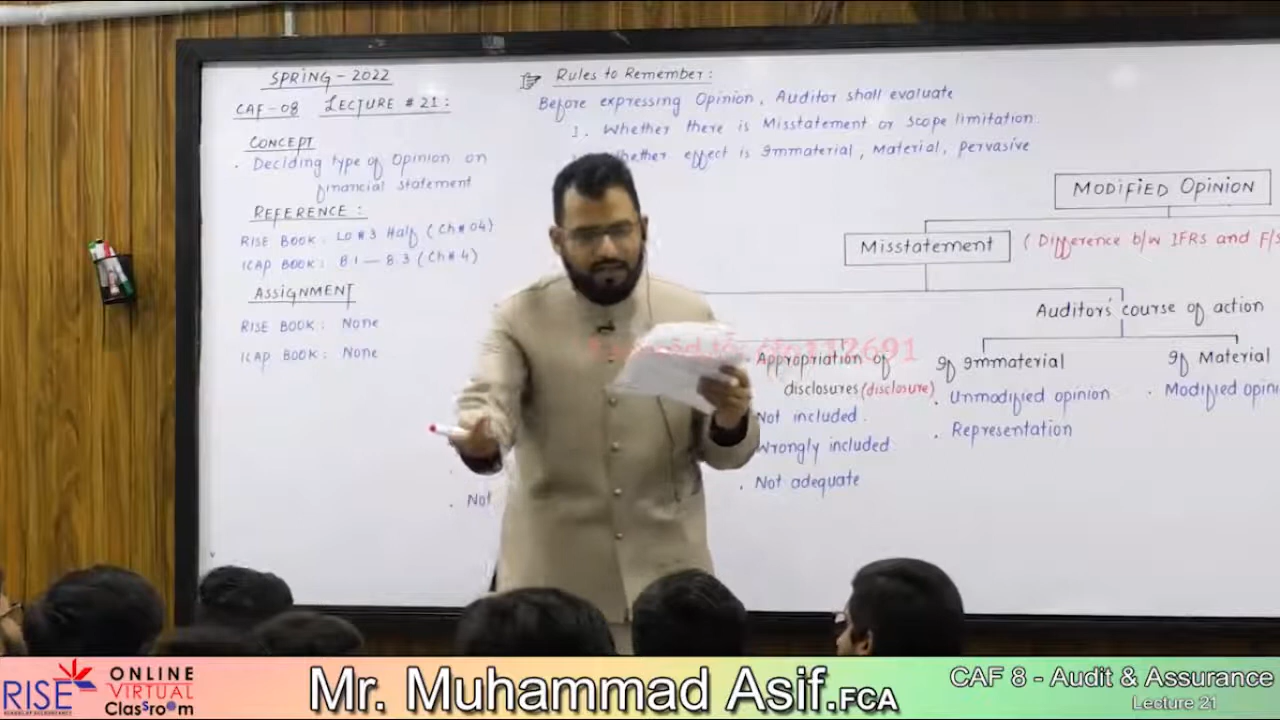 SPRING - 2022
CAF-08 LECTURE # 21:
CONCEPT
. Deciding type of Opinion on
financial statement
REFERENCE:
RISE BOOK: LO # 3 Half (Ch # 04)
ICAP BOOK: 8.1 — 8.3 (Ch # 4)
ASSIGNMENT
RISE BOOK: None
ICAP BOOK: None
Rules to Remember:
Before expressing Opinion, Auditor shall evaluate
1. Whether there is Misstatement or scope limitation.
Whether effect is Immaterial, Material, pervasive
MODIFIED OPINION
Misstatement
(Difference b/w IFRS and F/S
Auditors' course of action
Appropriation of
disclosures (disclosure)
Not included.
Wrongly included
. Not adequate
. Not
If Immaterial
. Unmodified opinion
. Representation
If Material
. Modified opini
RISE
ONLINE
VIRTUAL
Classroom
Mr. Muhammad Asif.FCA
CAF 8 - Audit & Assurance
Lecture 21